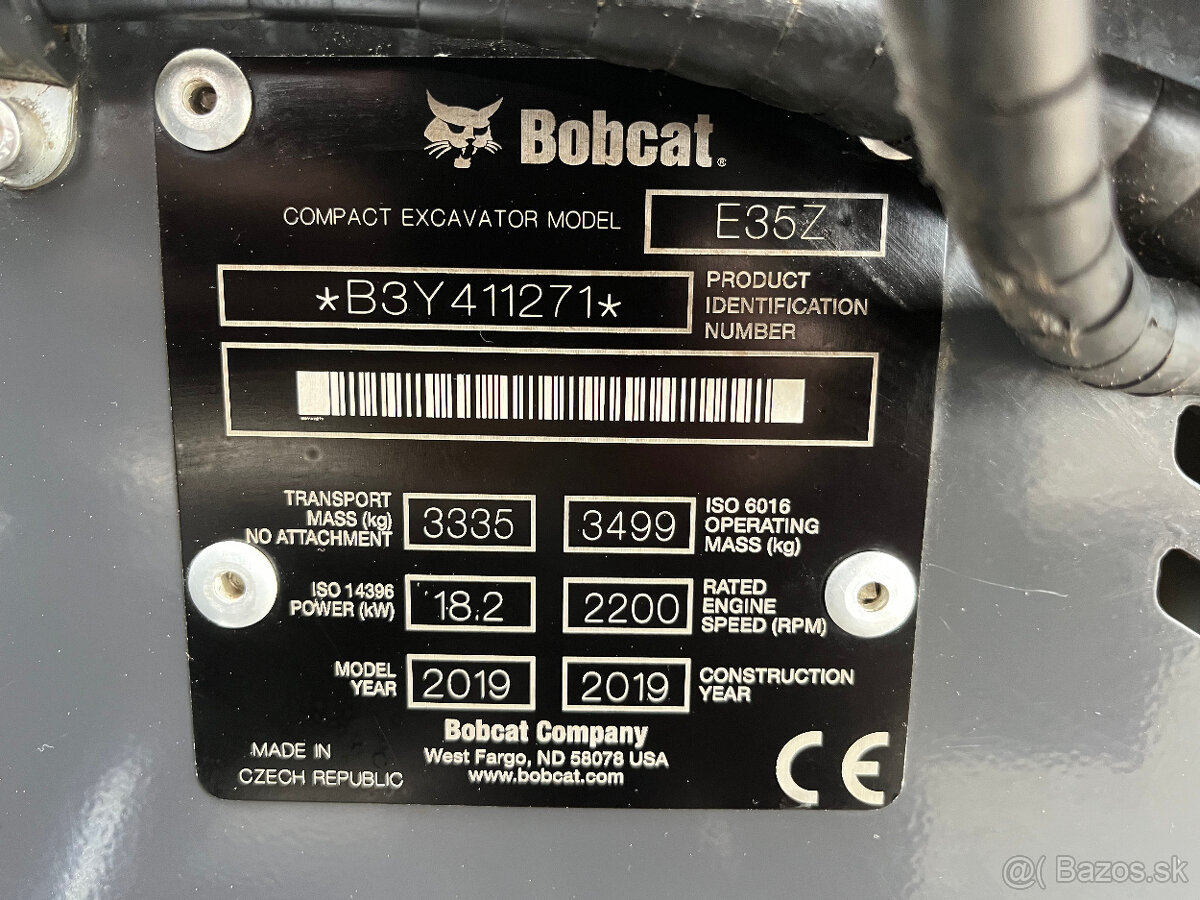 Bobcat®
COMPACT EXCAVATOR MODEL E35Z
*B3Y411271*
PRODUCT
IDENTIFICATION
NUMBER
TRANSPORT
MASS (kg)
NO ATTACHMENT
3335
3499
ISO 6016
OPERATING
MASS (kg)
ISO 14396
POWER (kW)
18.2
2200
RATED
ENGINE
SPEED (RPM)
MODEL
YEAR
2019
2019
CONSTRUCTION
YEAR
Bobcat Company
West Fargo, ND 58078 USA
www.bobcat.com
MADE IN
CZECH REPUBLIC
CE
@( Bazos.sk